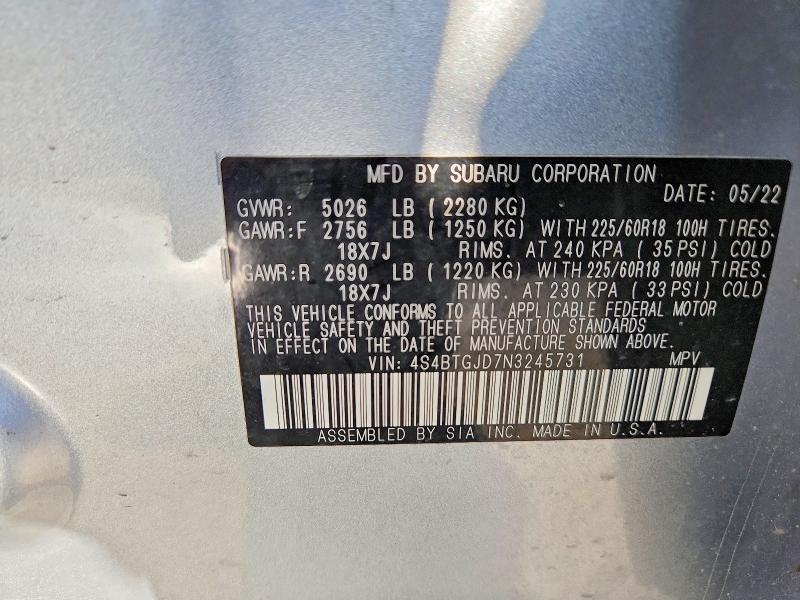 MFD BY SUBARU CORPORATION
DATE: 05/22
GVWR: 5026 LB ( 2280 KG)
GAWR:F 2756 LB ( 1250 KG) WITH 225/60R18 100H TIRES.
18X7J RIMS. AT 240 KPA ( 35 PSI) COLD
GAWR:R 2690 LB ( 1220 KG) WITH 225/60R18 100H TIRES.
18X7J RIMS. AT 230 KPA ( 33 PSI) COLD
THIS VEHICLE CONFORMS TO ALL APPLICABLE FEDERAL MOTOR
VEHICLE SAFETY AND THEFT PREVENTION STANDARDS
IN EFFECT ON THE DATE OF MANUFACTURE SHOWN ABOVE.
VIN: 4S4BTGJD7N3245731 MPV
ASSEMBLED BY SIA INC. MADE IN U.S.A.